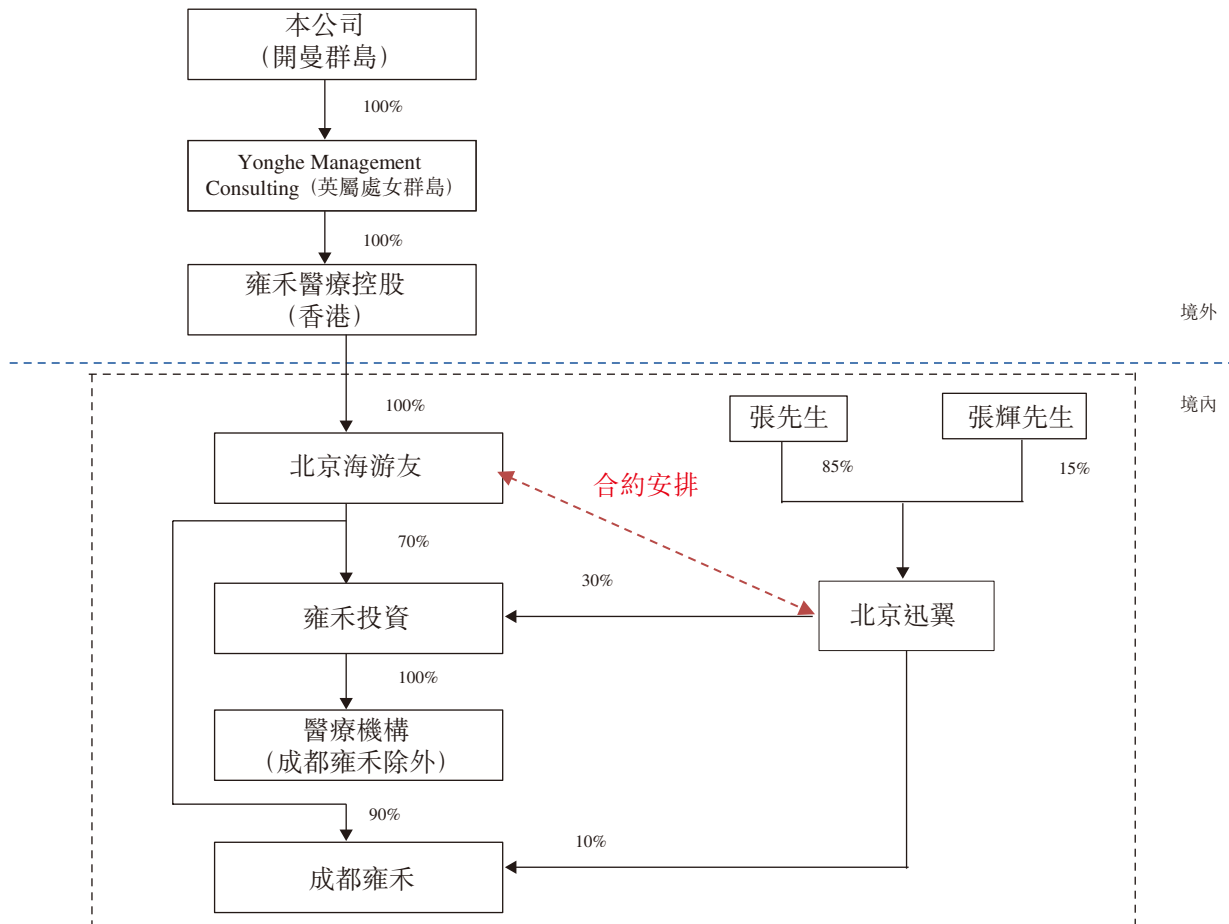 本公司
(開曼群島)
100%
Yonghe Management
Consulting (英屬處女群島)
100%
雍禾醫療控股
(香港)
境外
境內
100%
張先生
張輝先生
85%
15%
北京海游友
合約安排
70%
30%
雍禾投資
北京迅翼
100%
醫療機構
(成都雍禾除外)
90%
10%
成都雍禾